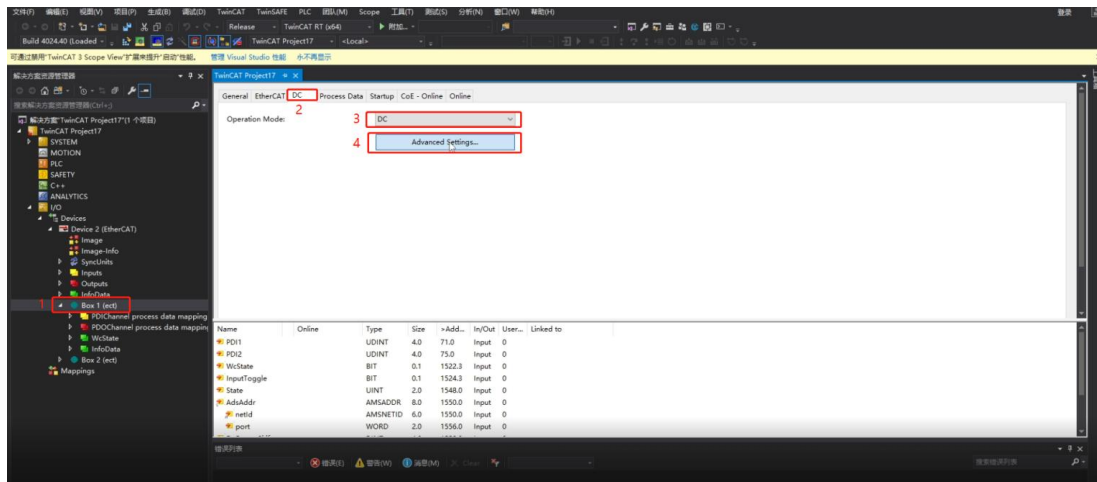 文件(F) 编辑(E) 视图(V) 项目(P) 生成(B) 调试(D) TwinCAT TwinSAFE PLC 团队(M) Scope 工具(T) 测试(S) 分析(N) 窗口(W) 帮助(H) 登录
Release TwinCAT RT (x64) 附加...
Build 4024.40 (Loaded) TwinCAT Project17 <Local>
可通过禁用"TwinCAT 3 Scope View"扩展来提升"启动"性能。 管理 Visual Studio 性能 永不再显示
解决方案资源管理器
TwinCAT Project17
搜索解决方案资源管理器(Ctrl+;)
General EtherCAT DC Process Data Startup CoE - Online Online
2
Operation Mode: 3 DC
4 Advanced Settings...
解决方案"TwinCAT Project17"(1 个项目)
TwinCAT Project17
SYSTEM
MOTION
PLC
SAFETY
C++
ANALYTICS
I/O
Devices
Device 2 (EtherCAT)
Image
Image-Info
SyncUnits
Inputs
Outputs
InfoData
1 Box 1 (ect)
PDIChannel process data mapping
PDOChannel process data mapping
WcState
InfoData
Box 2 (ect)
Mappings
Name Online Type Size >Add... In/Out User... Linked to
PDI1 UDINT 4.0 71.0 Input 0
PDI2 UDINT 4.0 75.0 Input 0
WcState BIT 0.1 1522.3 Input 0
InputToggle BIT 0.1 1524.3 Input 0
State UINT 2.0 1548.0 Input 0
AdsAddr AMSADDR 8.0 1550.0 Input 0
netId AMSNETID 6.0 1550.0 Input 0
port WORD 2.0 1556.0 Input 0
错误列表
错误(E) 警告(W) 消息(M) Clear
搜索错误列表